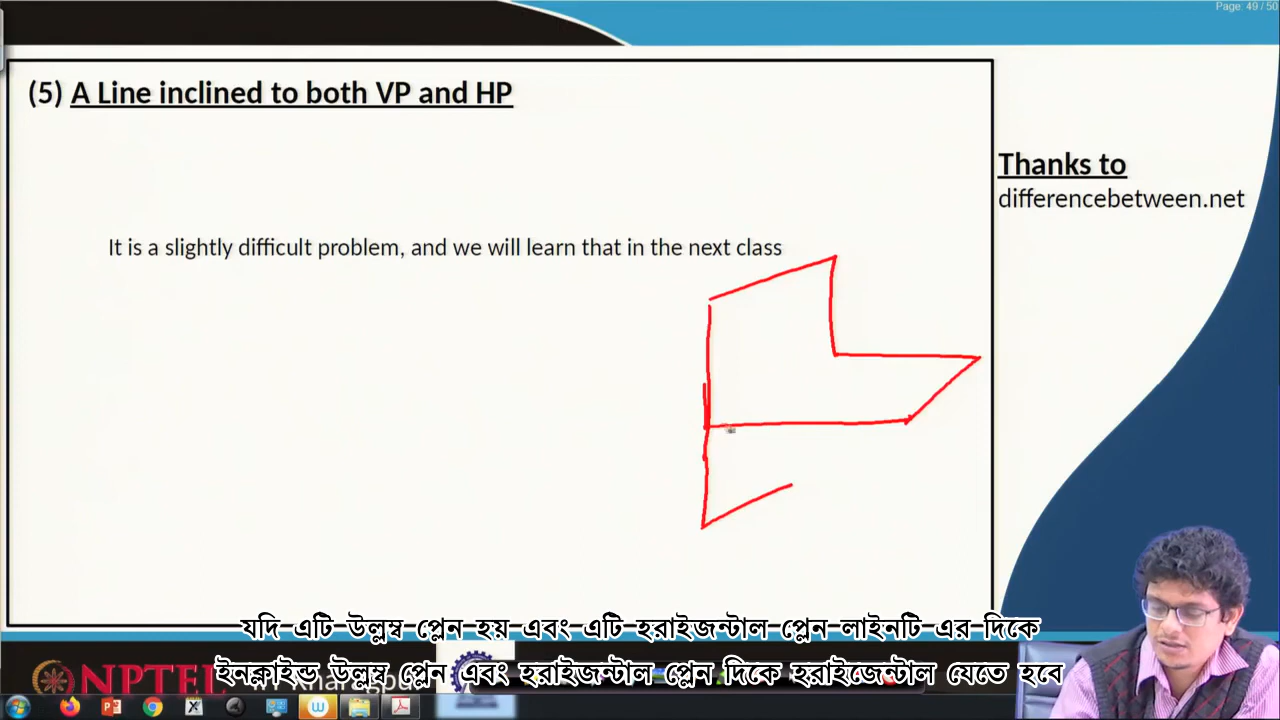 Page: 49 / 50
(5) A Line inclined to both VP and HP
Thanks to
differencebetween.net
It is a slightly difficult problem, and we will learn that in the next class
যদি এটি উল্লম্ব প্লেন হয় এবং এটি হরাইজন্টাল প্লেন লাইনটি এর দিকে
ইনক্লাইন্ড উল্লম্ব প্লেন এবং হরাইজন্টাল প্লেন দিকে হরাইজেন্টাল যেতে হবে
NPTEL